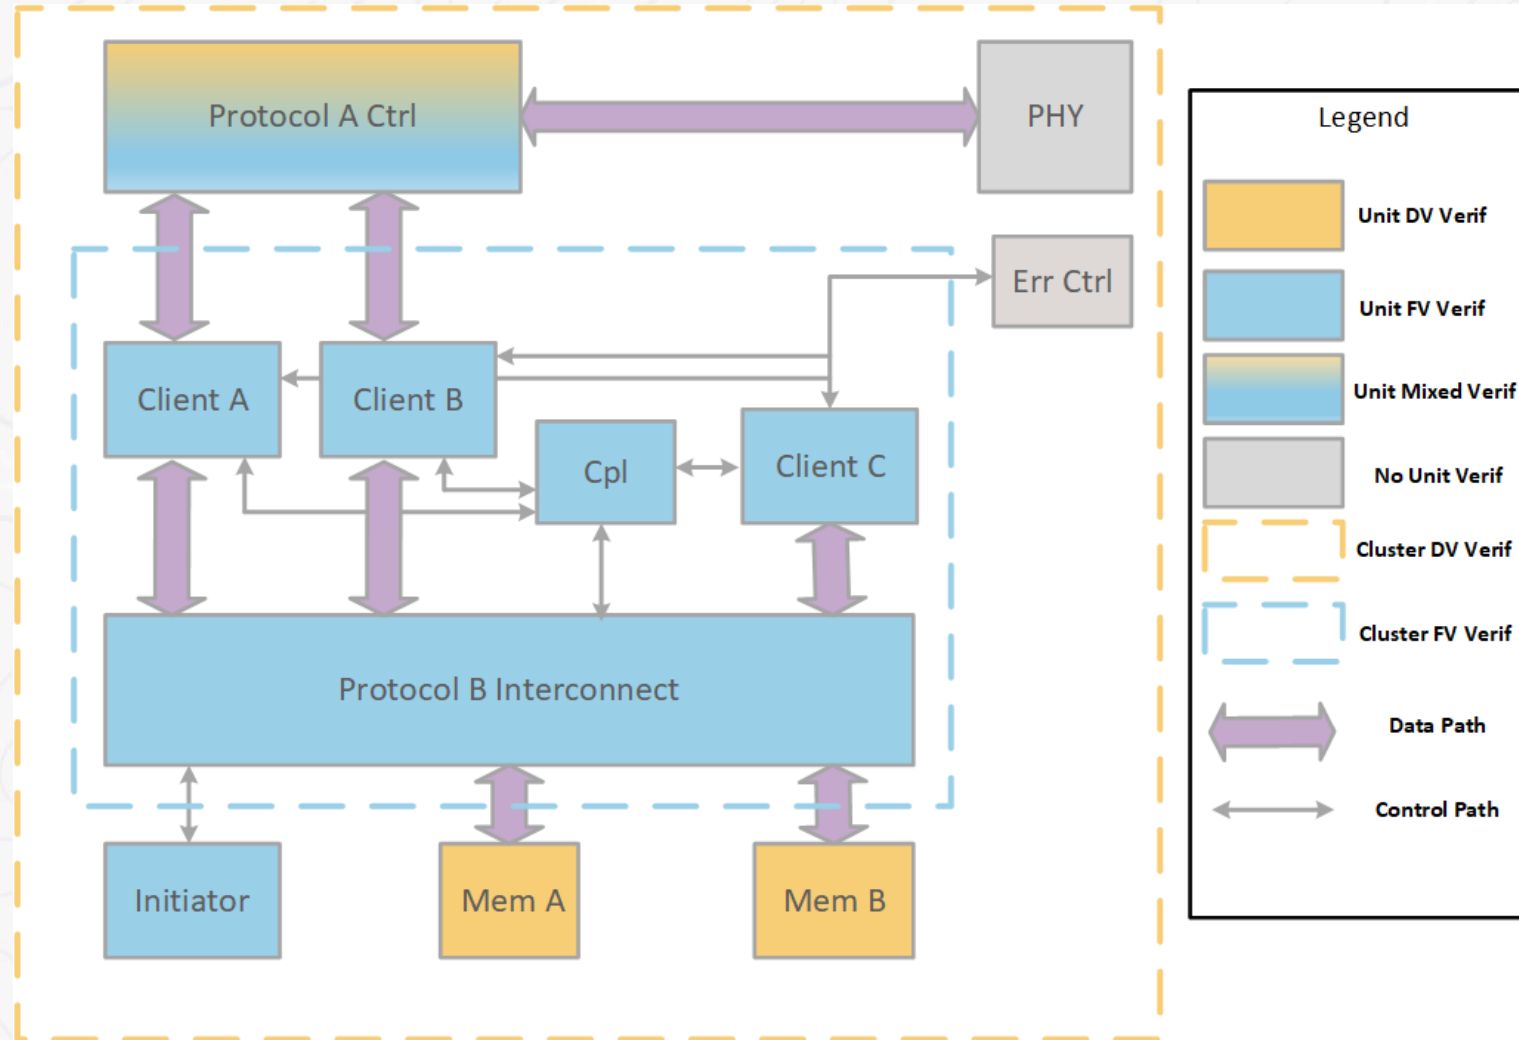 Protocol A Ctrl
PHY
Err Ctrl
Client A
Client B
Cpl
Client C
Protocol B Interconnect
Initiator
Mem A
Mem B
Legend
Unit DV Verif
Unit FV Verif
Unit Mixed Verif
No Unit Verif
Cluster DV Verif
Cluster FV Verif
Data Path
Control Path